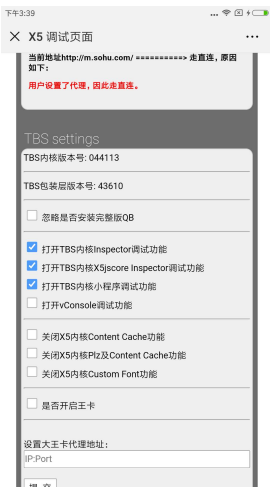 下午3:39
X5 调试页面
当前地址http://m.sohu.com/ ==========> 走直连，原因
如下：
用户设置了代理，因此走直连。
TBS settings
TBS内核版本号: 044113
TBS包装层版本号: 43610
忽略是否安装完整版QB
打开TBS内核Inspector调试功能
打开TBS内核X5jscore Inspector调试功能
打开TBS内核小程序调试功能
打开vConsole调试功能
关闭X5内核Content Cache功能
关闭X5内核Plz及Content Cache功能
关闭X5内核Custom Font功能
是否开启王卡
设置大王卡代理地址:
IP:Port
提 交